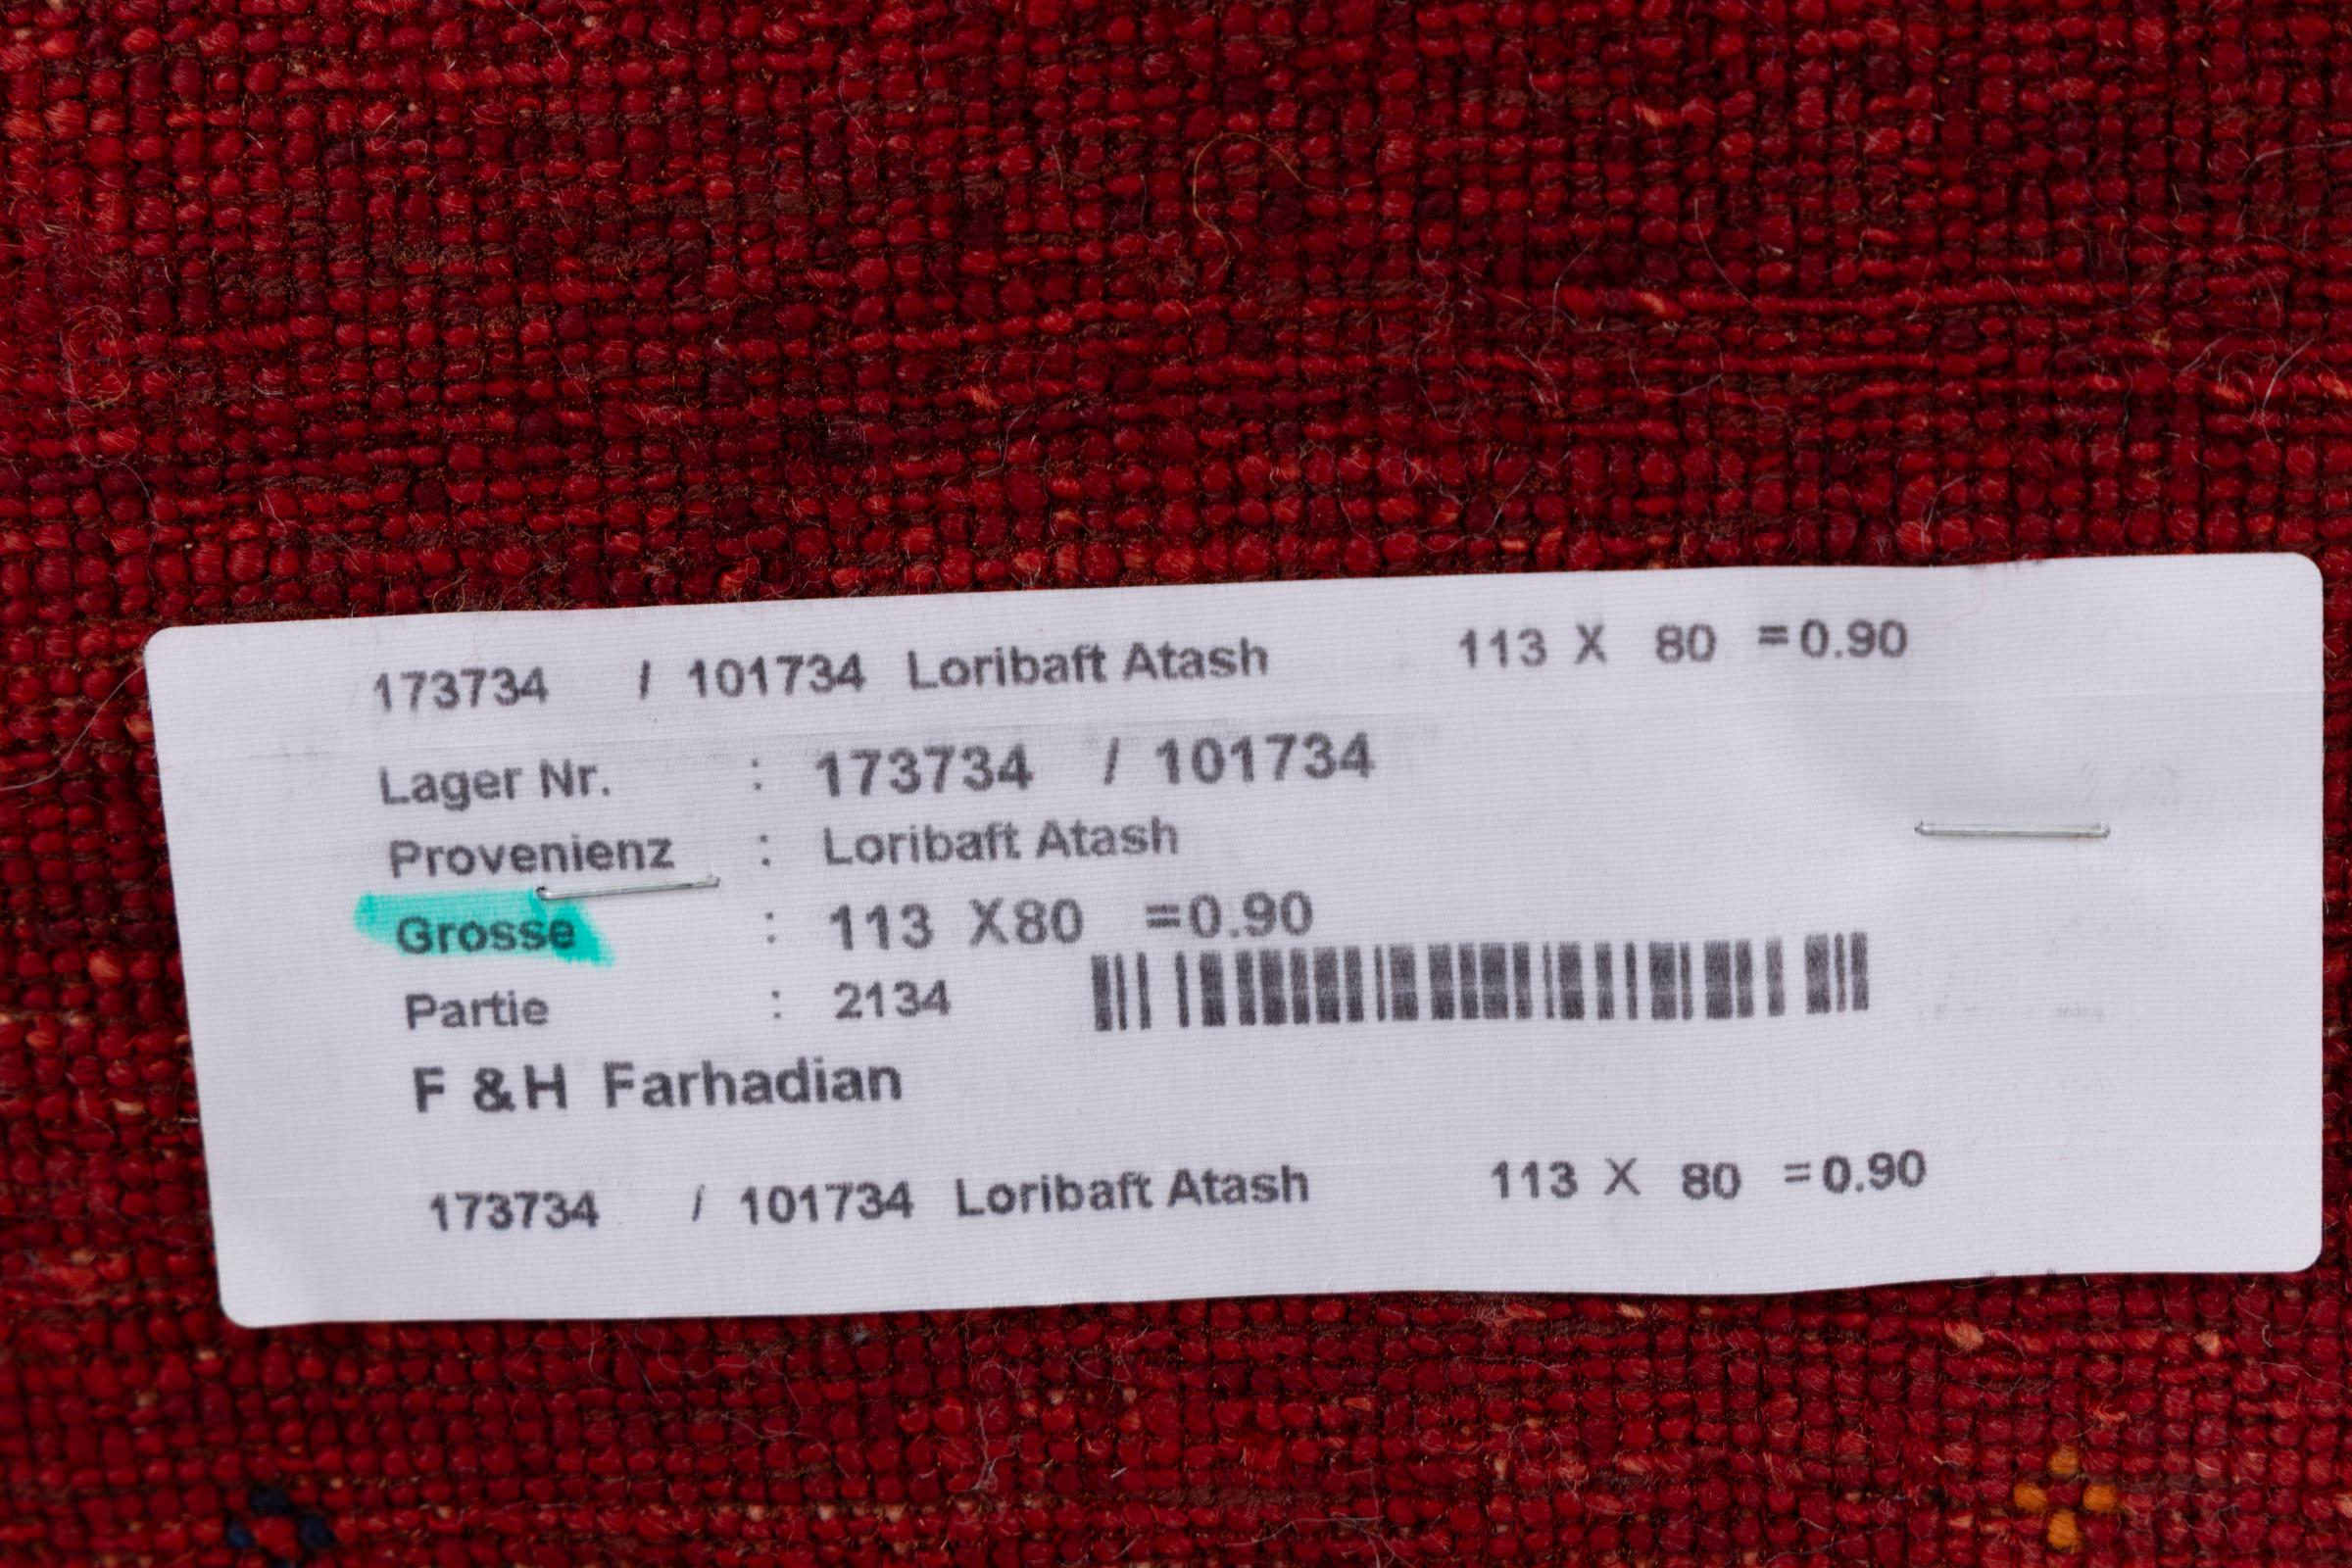 173734 / 101734 Loribaft Atash 113 X 80 =0.90
Lager Nr. : 173734 / 101734
Provenienz : Loribaft Atash
Grosse : 113 X80 =0.90
Partie : 2134
F &H Farhadian
173734 / 101734 Loribaft Atash 113 X 80 =0.90